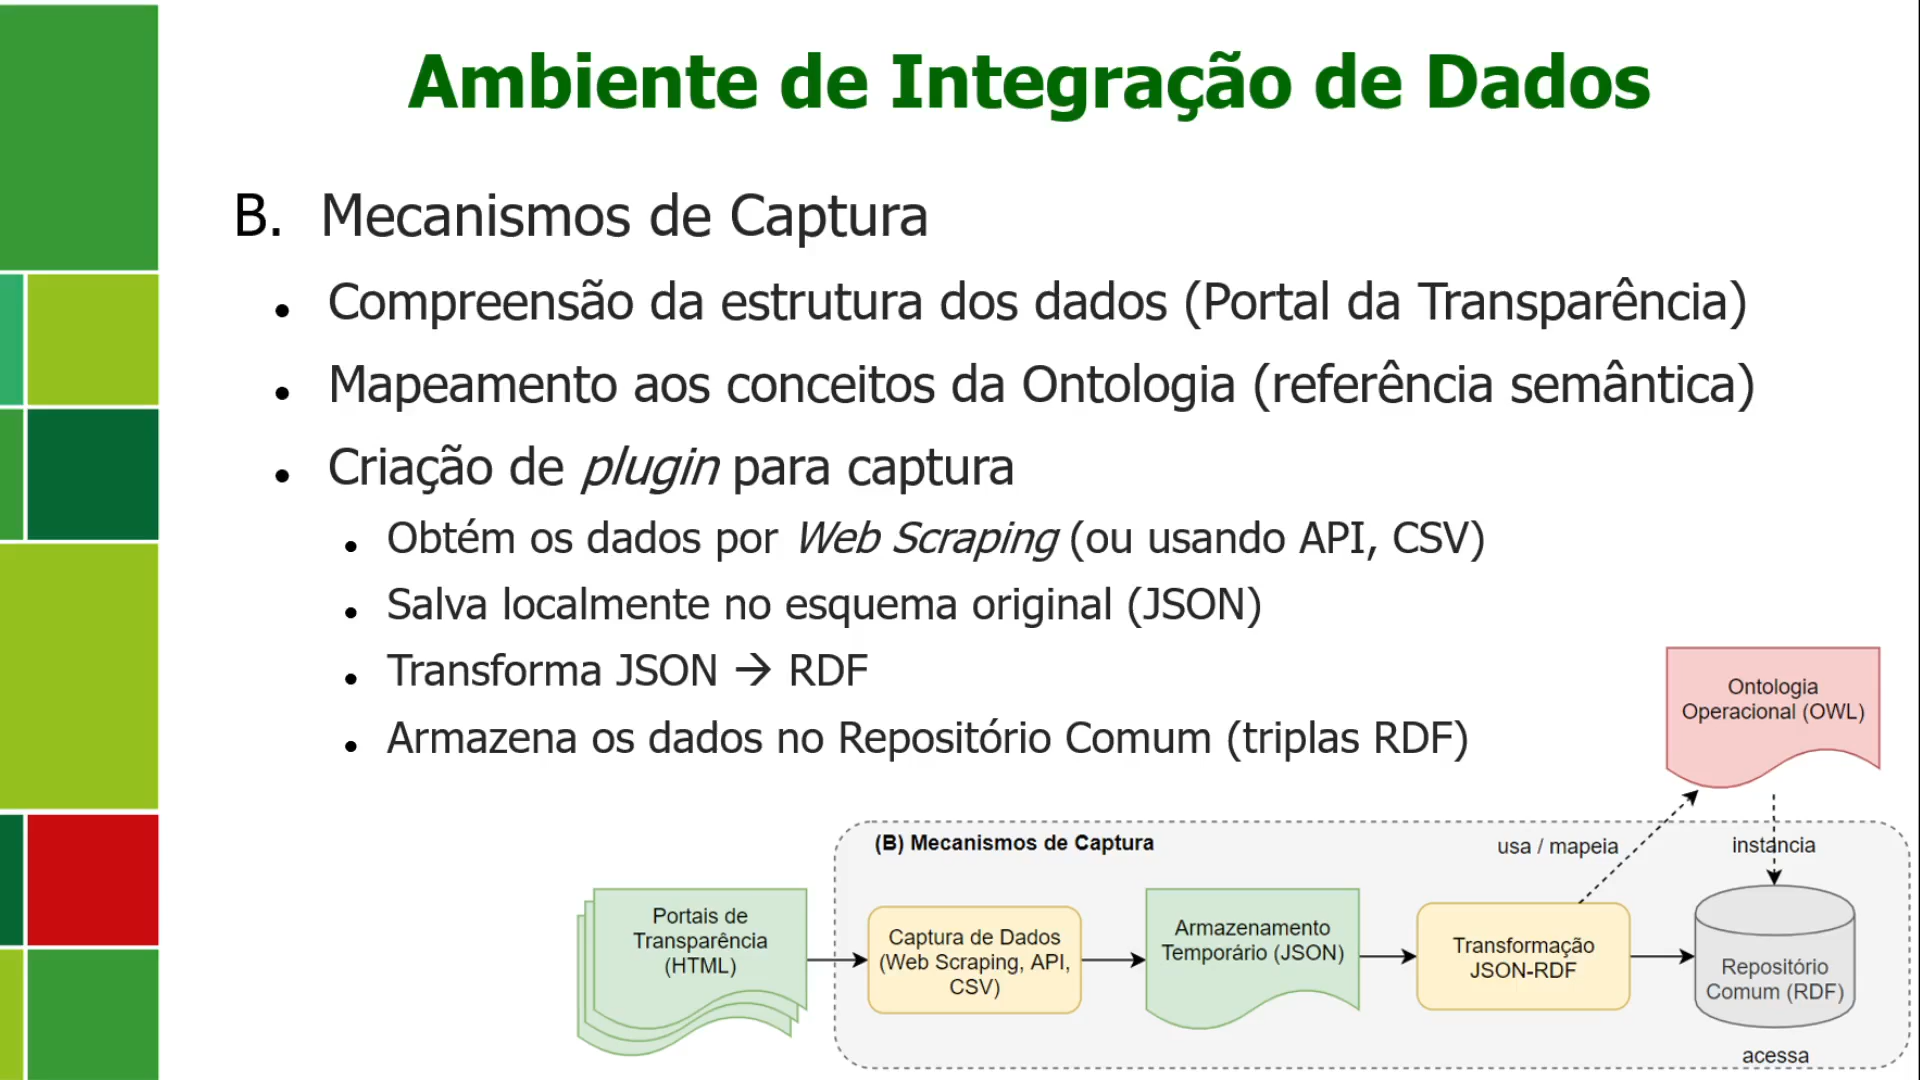 Ambiente de Integração de Dados
B. Mecanismos de Captura
• Compreensão da estrutura dos dados (Portal da Transparência)
• Mapeamento aos conceitos da Ontologia (referência semântica)
• Criação de plugin para captura
• Obtém os dados por Web Scraping (ou usando API, CSV)
• Salva localmente no esquema original (JSON)
• Transforma JSON → RDF
• Armazena os dados no Repositório Comum (triplas RDF)
Ontologia
Operacional (OWL)
(B) Mecanismos de Captura
usa / mapeia
instancia
Portais de
Transparência
(HTML)
Captura de Dados
(Web Scraping, API,
CSV)
Armazenamento
Temporário (JSON)
Transformação
JSON-RDF
Repositório
Comum (RDF)
acessa